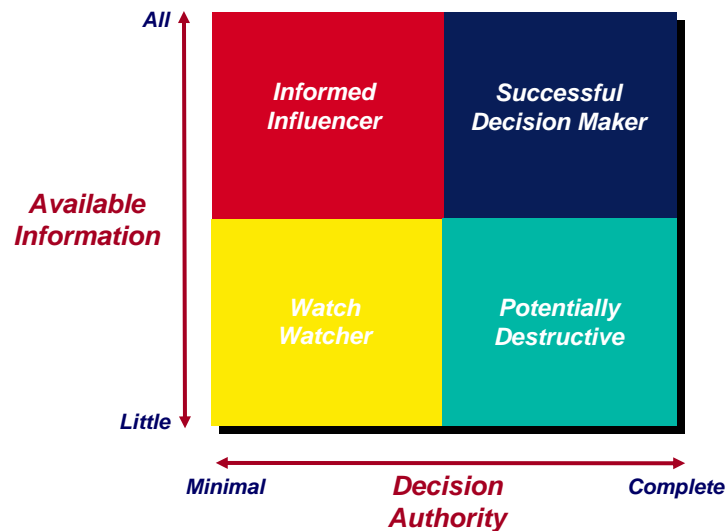 All
Informed
Influencer
Successful
Decision Maker
Available
Information
Watch
Watcher
Potentially
Destructive
Little
Minimal
Decision
Authority
Complete